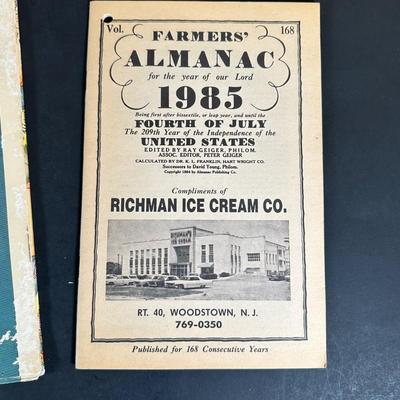 Vol. 168
FARMERS'
ALMANAC
for the year of our Lord
1985
Being first after bissextile, or leap year, and until the
FOURTH OF JULY
The 209th Year of the Independence of the
UNITED STATES
EDITED BY RAY GEIGER, PHILOM.
ASSOC. EDITOR, PETER GEIGER
CALCULATED BY DR. K. L. FRANKLIN, HART WRIGHT CO.
Successors to David Young, Philom.
Copyright 1984 by Almanac Publishing Co.
Compliments of
RICHMAN ICE CREAM CO.
RICHMAN'S
ICE CREAM
RT. 40, WOODSTOWN, N. J.
769-0350
Published for 168 Consecutive Years